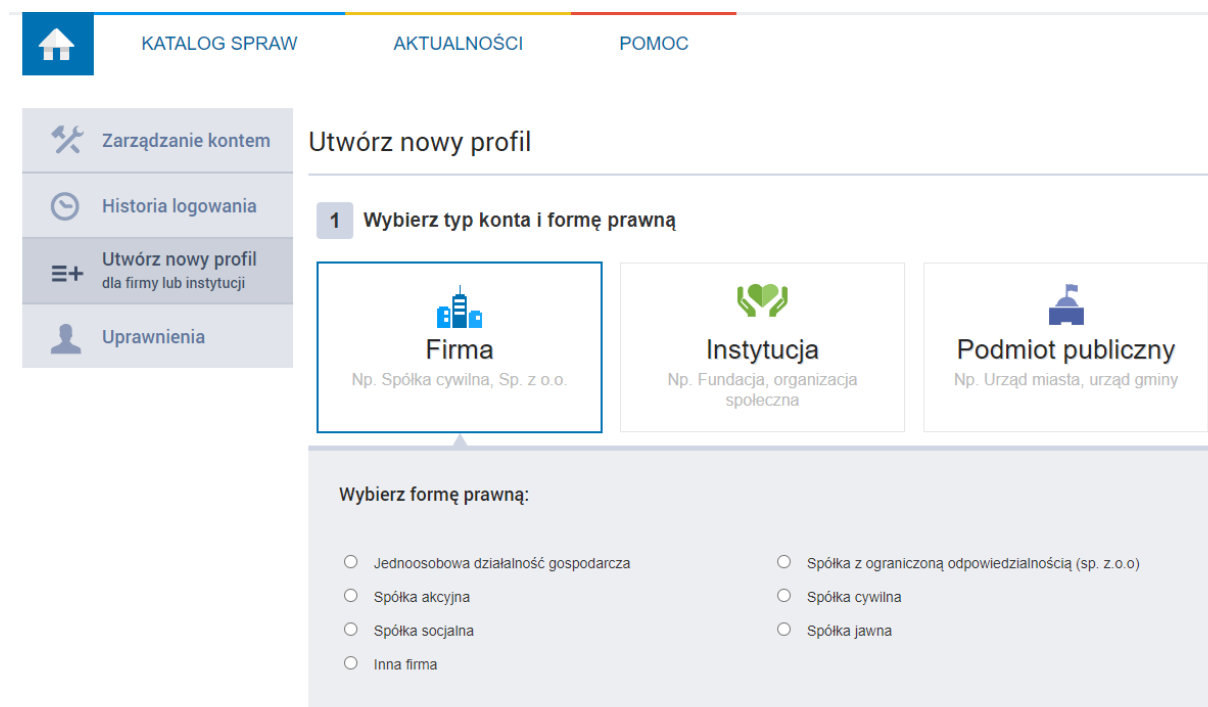 KATALOG SPRAW
AKTUALNOŚCI
POMOC
Zarządzanie kontem
Historia logowania
Utwórz nowy profil
dla firmy lub instytucji
Uprawnienia
Utwórz nowy profil
1 Wybierz typ konta i formę prawną
Firma
Np. Spółka cywilna, Sp. z o.o.
Instytucja
Np. Fundacja, organizacja
społeczna
Podmiot publiczny
Np. Urząd miasta, urząd gminy
Wybierz formę prawną:
Jednoosobowa działalność gospodarcza
Spółka z ograniczoną odpowiedzialnością (sp. z.o.o)
Spółka akcyjna
Spółka cywilna
Spółka socjalna
Spółka jawna
Inna firma